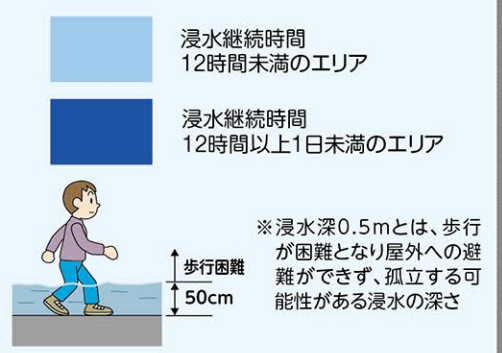 浸水継続時間
12時間未満のエリア
浸水継続時間
12時間以上1日未満のエリア
歩行困難
50cm
※浸水深0.5mとは、歩行
が困難となり屋外への避
難ができず、孤立する可
能性がある浸水の深さ